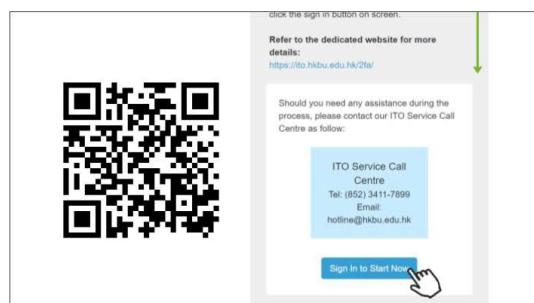 click the sign in button on screen.
Refer to the dedicated website for more
details:
https://ito.hkbu.edu.hk/2fa/
Should you need any assistance during the
process, please contact our ITO Service Call
Centre as follow:
ITO Service Call
Centre
Tel: (852) 3411-7899
Email:
hotline@hkbu.edu.hk
Sign In to Start Now